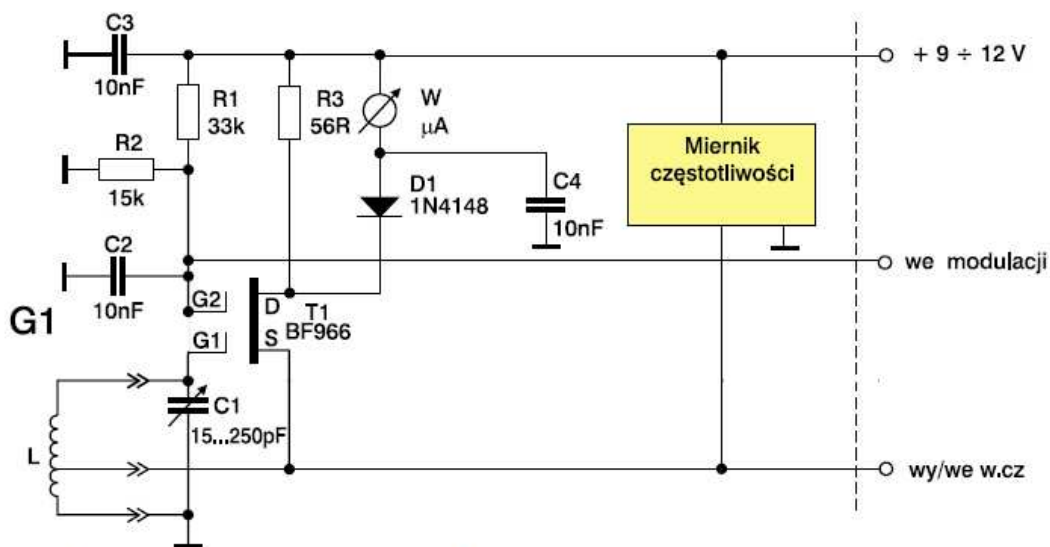 C3
10nF
+ 9 ÷ 12 V
R1
33k
R3
56R
W
µA
Miernik
częstotliwości
R2
15k
D1
1N4148
C4
10nF
C2
10nF
we modulacji
G2
D
T1
BF966
G1
G1
S
C1
15...250pF
L
wy/we w.cz